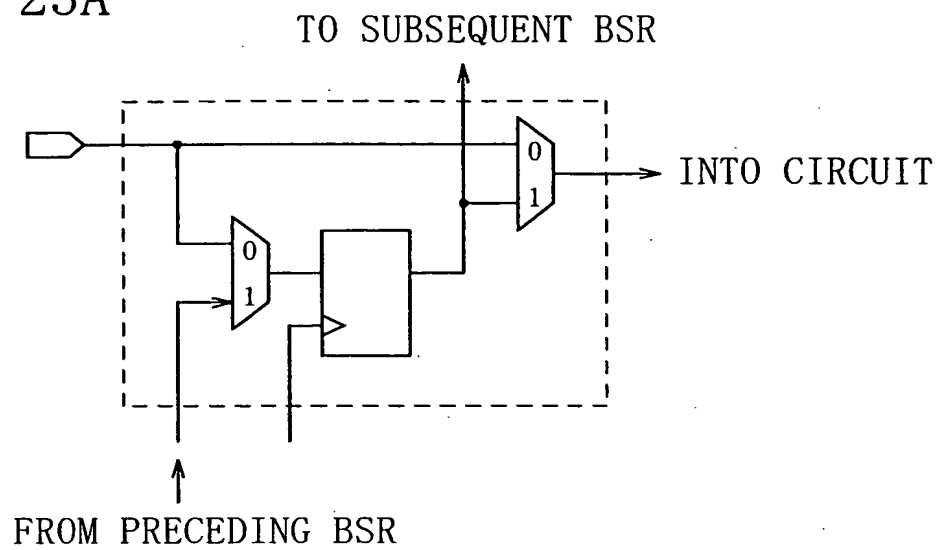 23A
TO SUBSEQUENT BSR
0
1
INTO CIRCUIT
0
1
FROM PRECEDING BSR